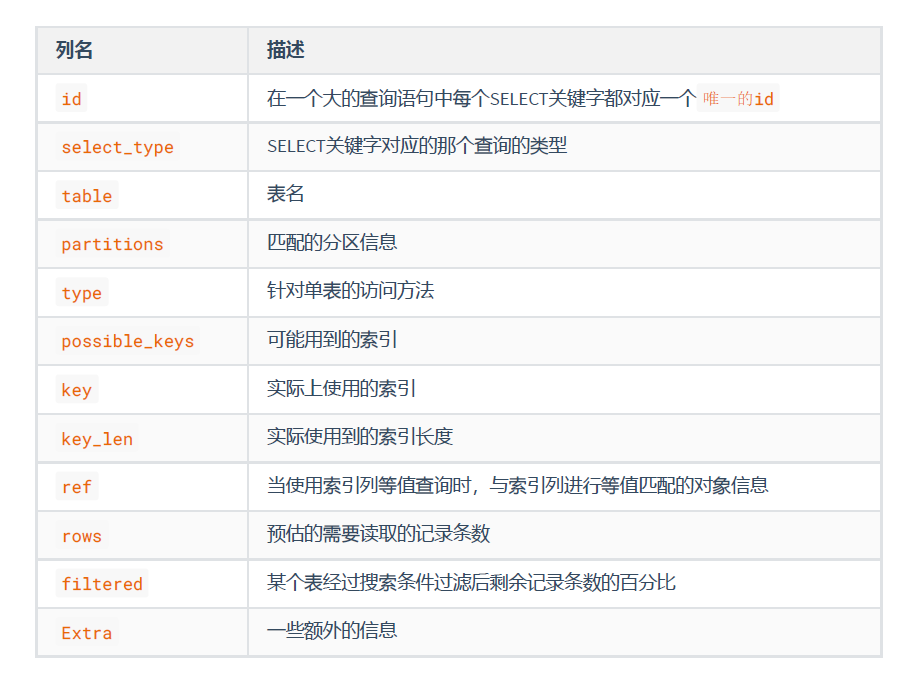 列名 描述
id 在一个大的查询语句中每个SELECT关键字都对应一个 唯一的id
select_type SELECT关键字对应的那个查询的类型
table 表名
partitions 匹配的分区信息
type 针对单表的访问方法
possible_keys 可能用到的索引
key 实际上使用的索引
key_len 实际使用到的索引长度
ref 当使用索引列等值查询时，与索引列进行等值匹配的对象信息
rows 预估的需要读取的记录条数
filtered 某个表经过搜索条件过滤后剩余记录条数的百分比
Extra 一些额外的信息